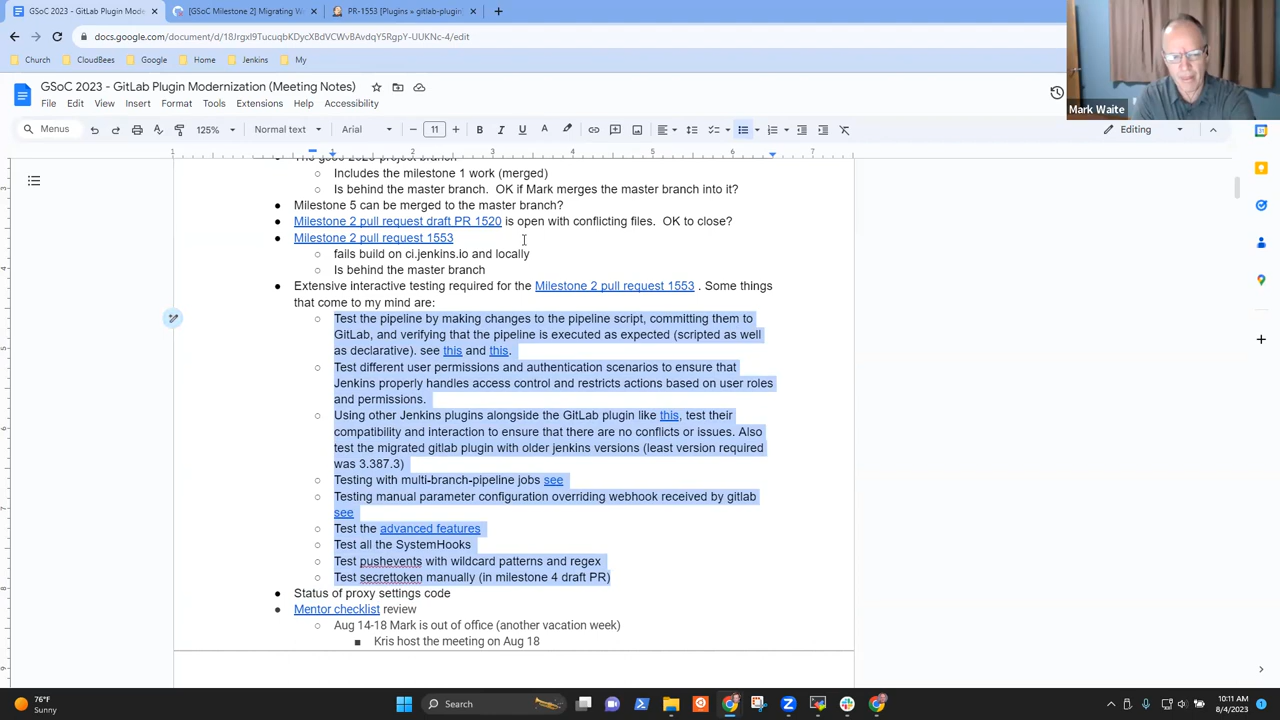 GSoC 2023 - GitLab Plugin Mode
[GSoC Milestone 2] Migrating W
PR-1553 [Plugins » gitlab-plugin
docs.google.com/document/d/18Jrgxl9TucuqbKDycXBdVCWvBAvdqY5RgpY-UUKNc-4/edit
Church
CloudBees
Google
Home
Jenkins
My
GSoC 2023 - GitLab Plugin Modernization (Meeting Notes)
File Edit View Insert Format Tools Extensions Help Accessibility
Mark Waite
Menus 125% Normal text Arial 11 Editing
Includes the milestone 1 work (merged)
Is behind the master branch. OK if Mark merges the master branch into it?
Milestone 5 can be merged to the master branch?
Milestone 2 pull request draft PR 1520 is open with conflicting files. OK to close?
Milestone 2 pull request 1553
fails build on ci.jenkins.io and locally
Is behind the master branch
Extensive interactive testing required for the Milestone 2 pull request 1553 . Some things
that come to my mind are:
Test the pipeline by making changes to the pipeline script, committing them to
GitLab, and verifying that the pipeline is executed as expected (scripted as well
as declarative). see this and this.
Test different user permissions and authentication scenarios to ensure that
Jenkins properly handles access control and restricts actions based on user roles
and permissions.
Using other Jenkins plugins alongside the GitLab plugin like this, test their
compatibility and interaction to ensure that there are no conflicts or issues. Also
test the migrated gitlab plugin with older jenkins versions (least version required
was 3.387.3)
Testing with multi-branch-pipeline jobs see
Testing manual parameter configuration overriding webhook received by gitlab
see
Test the advanced features
Test all the SystemHooks
Test pushevents with wildcard patterns and regex
Test secrettoken manually (in milestone 4 draft PR)
Status of proxy settings code
Mentor checklist review
Aug 14-18 Mark is out of office (another vacation week)
Kris host the meeting on Aug 18
76°F
Sunny
Search
10:11 AM
8/4/2023